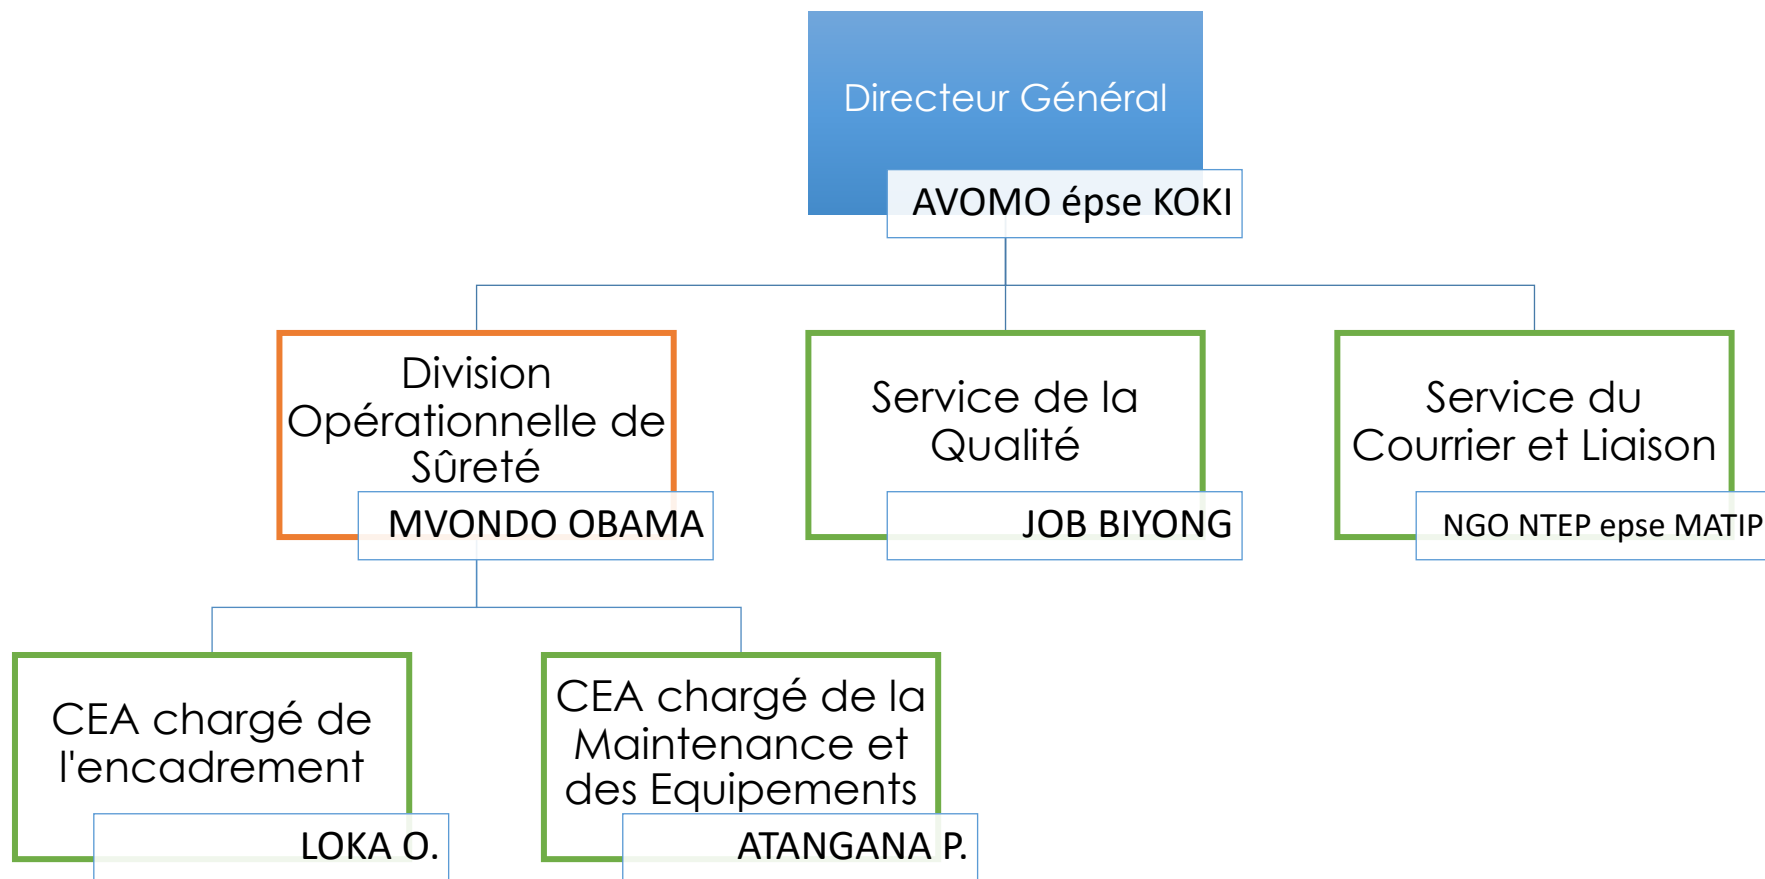 Directeur Général
AVOMO épse KOKI
Division
Opérationnelle de
Sûreté
MVONDO OBAMA
Service de la
Qualité
JOB BIYONG
Service du
Courrier et Liaison
NGO NTEP epse MATIP
CEA chargé de
l'encadrement
LOKA O.
CEA chargé de la
Maintenance et
des Equipements
ATANGANA P.